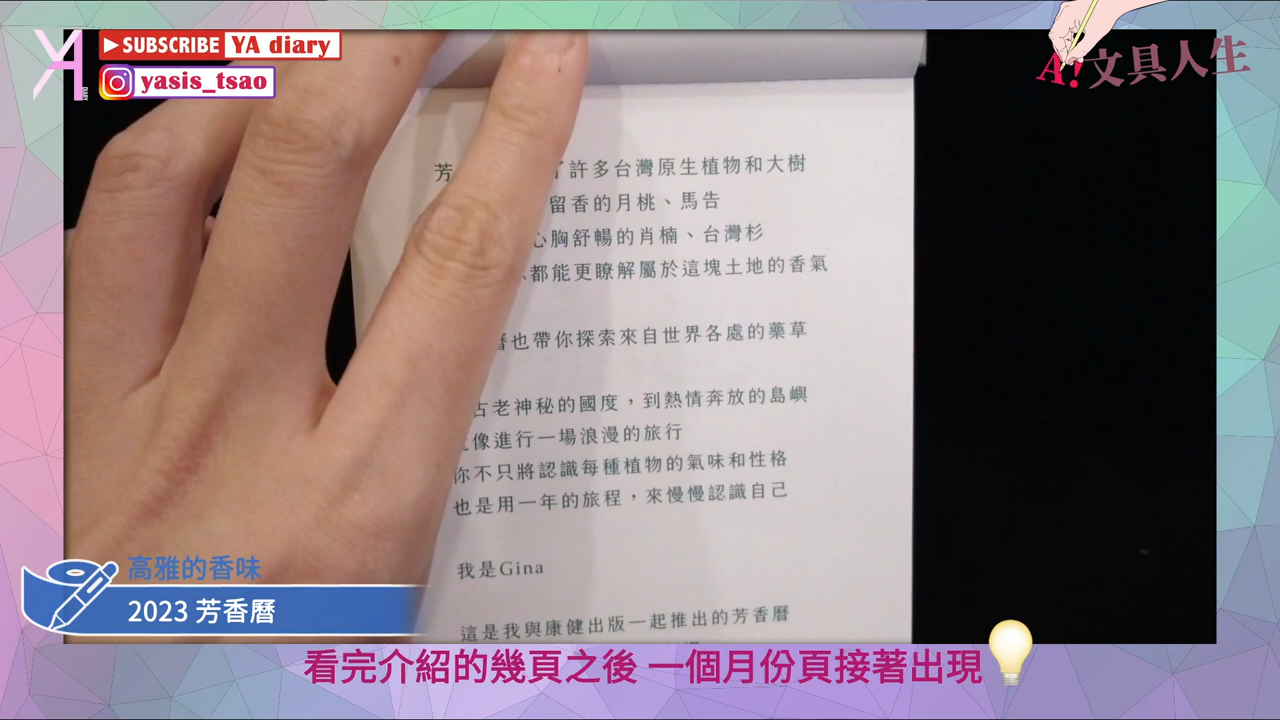 YA
DIARY
SUBSCRIBE YA diary
yasis_tsao
A!文具人生
芳 許多台灣原生植物和大樹
留香的月桃、馬告
心胸舒暢的肖楠、台灣杉
都能更瞭解屬於這塊土地的香氣
曆也帶你探索來自世界各處的藥草
古老神秘的國度，到熱情奔放的島嶼
像進行一場浪漫的旅行
你不只將認識每種植物的氣味和性格
也是用一年的旅程，來慢慢認識自己
我是Gina
這是我與康健出版一起推出的芳香曆
高雅的香味
2023 芳香曆
看完介紹的幾頁之後 一個月份頁接著出現